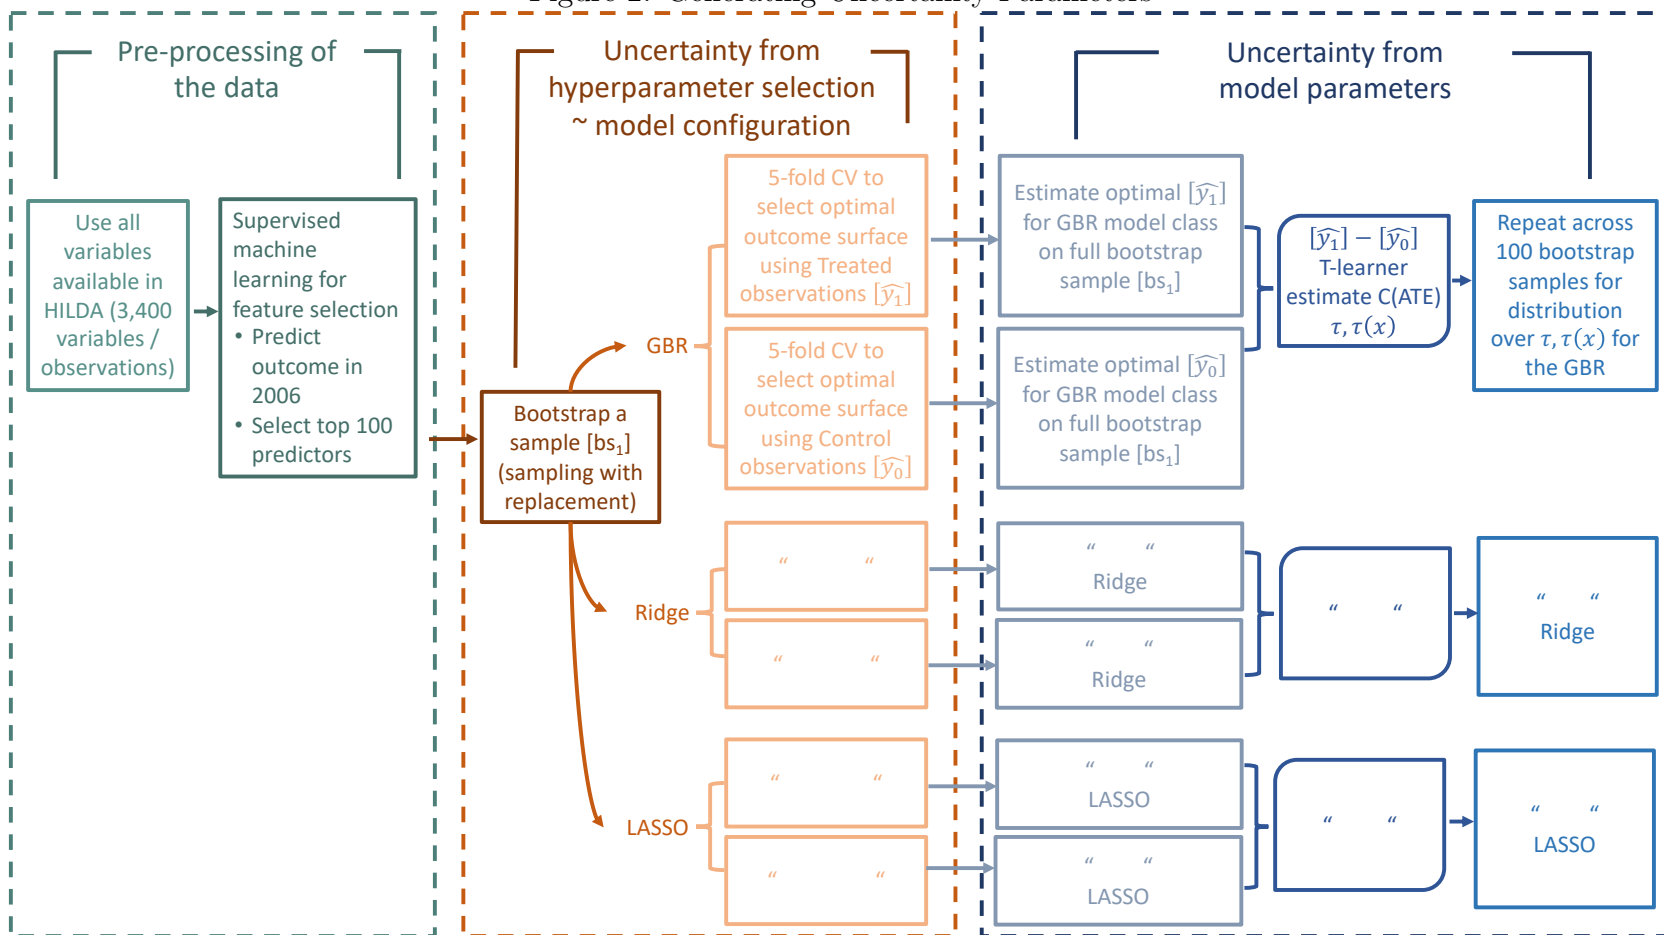 Figure 2: Generating Uncertainty Parameters
Pre-processing of
the data
Use all
variables
available in
HILDA (3,400
variables /
observations)
Supervised
machine
learning for
feature selection
• Predict
outcome in
2006
• Select top 100
predictors
Uncertainty from
hyperparameter selection
~ model configuration
Bootstrap a
sample [bs₁]
(sampling with
replacement)
GBR
5-fold CV to
select optimal
outcome surface
using Treated
observations [ŷ₁]
5-fold CV to
select optimal
outcome surface
using Control
observations [ŷ₀]
Ridge
“ “
“ “
LASSO
“ “
“ “
Uncertainty from
model parameters
Estimate optimal [ŷ₁]
for GBR model class
on full bootstrap
sample [bs₁]
Estimate optimal [ŷ₀]
for GBR model class
on full bootstrap
sample [bs₁]
[ŷ₁] − [ŷ₀]
T-learner
estimate C(ATE)
τ, τ(x)
Repeat across
100 bootstrap
samples for
distribution
over τ, τ(x) for
the GBR
“ “
Ridge
“ “
Ridge
“ “
“ “
Ridge
“ “
LASSO
“ “
LASSO
“ “
“ “
LASSO